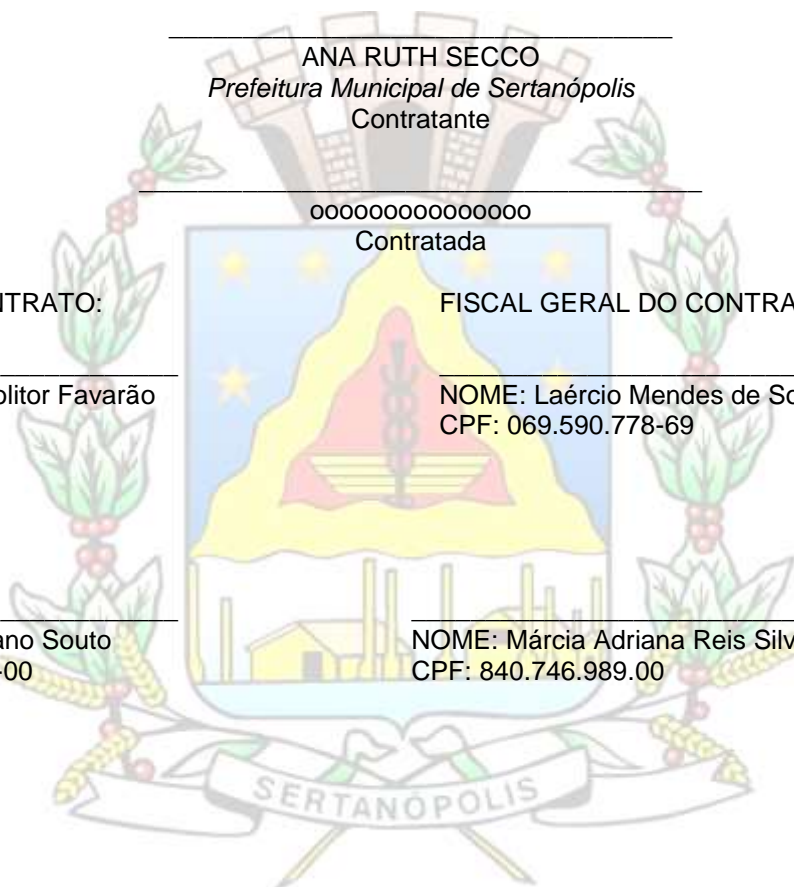 ANA RUTH SECCO
Prefeitura Municipal de Sertanópolis
Contratante
ooooooooooooooo
Contratada
NTRATO:
FISCAL GERAL DO CONTRA
olitor Favarão
NOME: Laércio Mendes de So
CPF: 069.590.778-69
ano Souto
-00
NOME: Márcia Adriana Reis Silv
CPF: 840.746.989.00
SERTANÓPOLIS